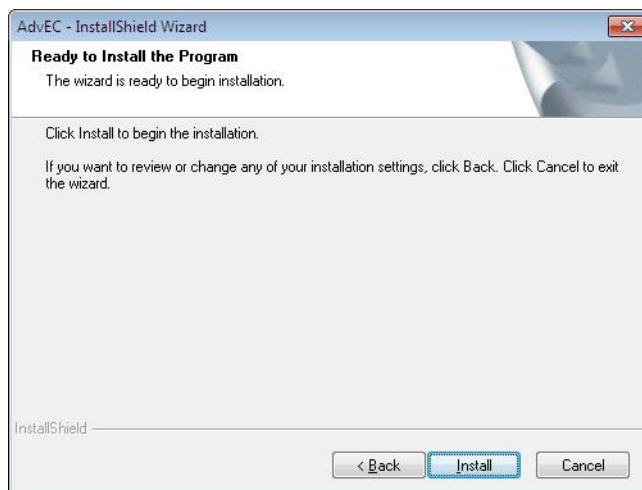 AdvEC - InstallShield Wizard
Ready to Install the Program
The wizard is ready to begin installation.
Click Install to begin the installation.
If you want to review or change any of your installation settings, click Back. Click Cancel to exit
the wizard.
InstallShield
< Back Install Cancel